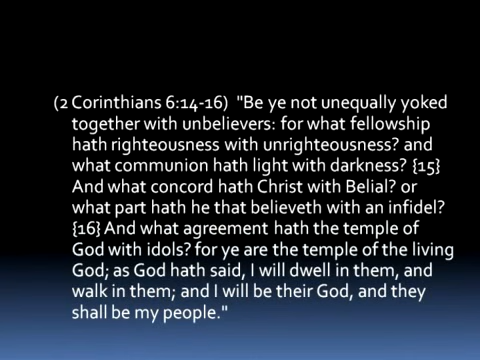 (2 Corinthians 6:14-16)  "Be ye not unequally yoked
together with unbelievers: for what fellowship
hath righteousness with unrighteousness? and
what communion hath light with darkness? {15}
And what concord hath Christ with Belial? or
what part hath he that believeth with an infidel?
{16} And what agreement hath the temple of
God with idols? for ye are the temple of the living
God; as God hath said, I will dwell in them, and
walk in them; and I will be their God, and they
shall be my people."